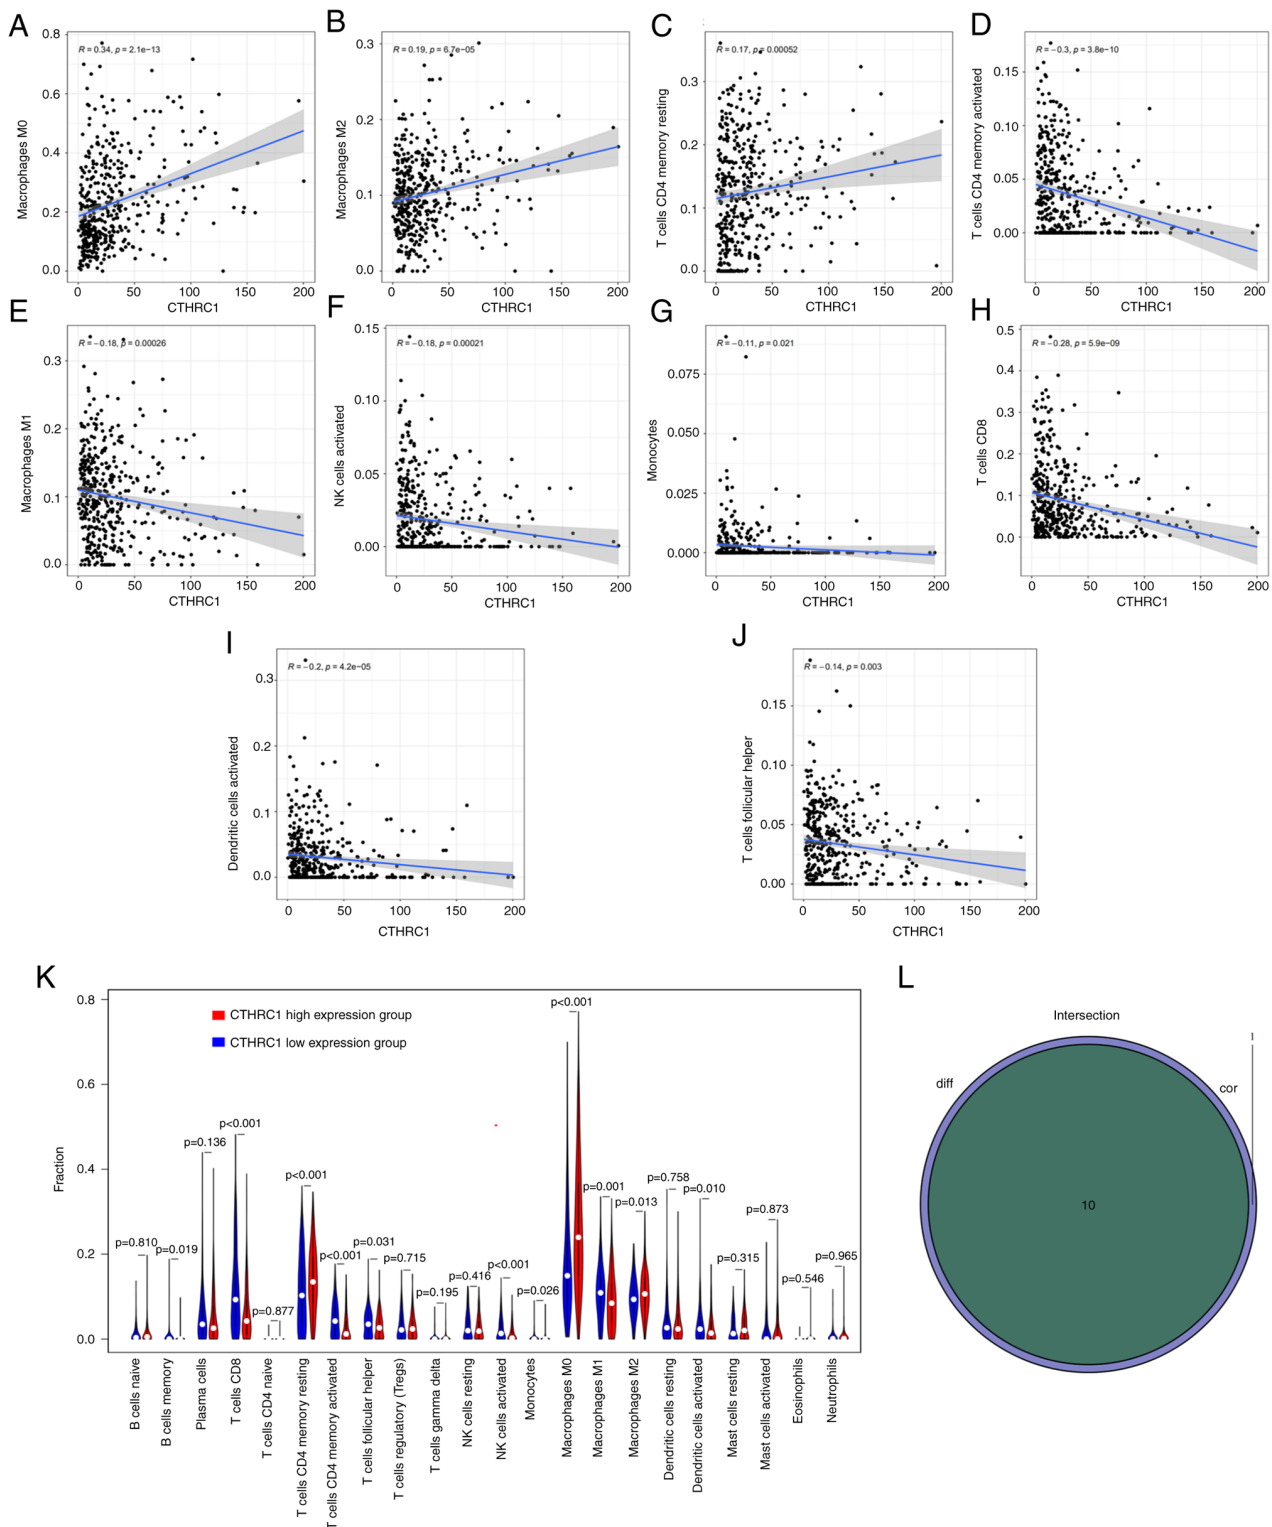 A
R = 0.34, p = 2.1e−13
Macrophages M0
0.8
0.6
0.4
0.2
0.0
0 50 100 150 200
CTHRC1
B
R = 0.19, p = 6.7e−05
Macrophages M2
0.3
0.2
0.1
0.0
0 50 100 150 200
CTHRC1
C
R = 0.17, p = 0.00052
T cells CD4 memory resting
0.3
0.2
0.1
0.0
0 50 100 150 200
CTHRC1
D
R = −0.3, p = 3.8e−10
T cells CD4 memory activated
0.15
0.10
0.05
0.00
0 50 100 150 200
CTHRC1
E
R = −0.18, p = 0.00026
Macrophages M1
0.3
0.2
0.1
0.0
0 50 100 150 200
CTHRC1
F
R = −0.18, p = 0.00021
NK cells activated
0.15
0.10
0.05
0.00
0 50 100 150 200
CTHRC1
G
R = −0.11, p = 0.021
Monocytes
0.075
0.050
0.025
0.000
0 50 100 150 200
CTHRC1
H
R = −0.28, p = 5.9e−09
T cells CD8
0.5
0.4
0.3
0.2
0.1
0.0
0 50 100 150 200
CTHRC1
I
R = −0.2, p = 4.2e−05
Dendritic cells activated
0.3
0.2
0.1
0.0
0 50 100 150 200
CTHRC1
J
R = −0.14, p = 0.003
T cells follicular helper
0.15
0.10
0.05
0.00
0 50 100 150 200
CTHRC1
K
CTHRC1 high expression group
CTHRC1 low expression group
Fraction
0.8
0.6
0.4
0.2
0.0
p=0.810
p=0.019
p=0.136
p<0.001
p=0.877
p<0.001
p<0.001
p=0.031
p=0.715
p=0.195
p=0.416
p<0.001
p=0.026
p<0.001
p=0.001
p=0.013
p=0.758
p=0.010
p=0.315
p=0.873
p=0.546
p=0.965
B cells naive
B cells memory
Plasma cells
T cells CD8
T cells CD4 naive
T cells CD4 memory resting
T cells CD4 memory activated
T cells follicular helper
T cells regulatory (Tregs)
T cells gamma delta
NK cells resting
NK cells activated
Monocytes
Macrophages M0
Macrophages M1
Macrophages M2
Dendritic cells resting
Dendritic cells activated
Mast cells resting
Mast cells activated
Eosinophils
Neutrophils
L
Intersection
1
diff
cor
10